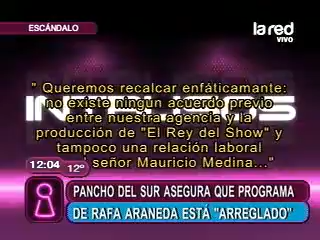 ESCÁNDALO
la red
VIVO
" Queremos recalcar enfáticamente:
no existe ningún acuerdo previo
entre nuestra agencia y la
producción de "El Rey del Show" y
tampoco una relación laboral
señor Mauricio Medina..."
INTRUSOS
12:04 12°
PANCHO DEL SUR ASEGURA QUE PROGRAMA
DE RAFA ARANEDA ESTÁ "ARREGLADO"